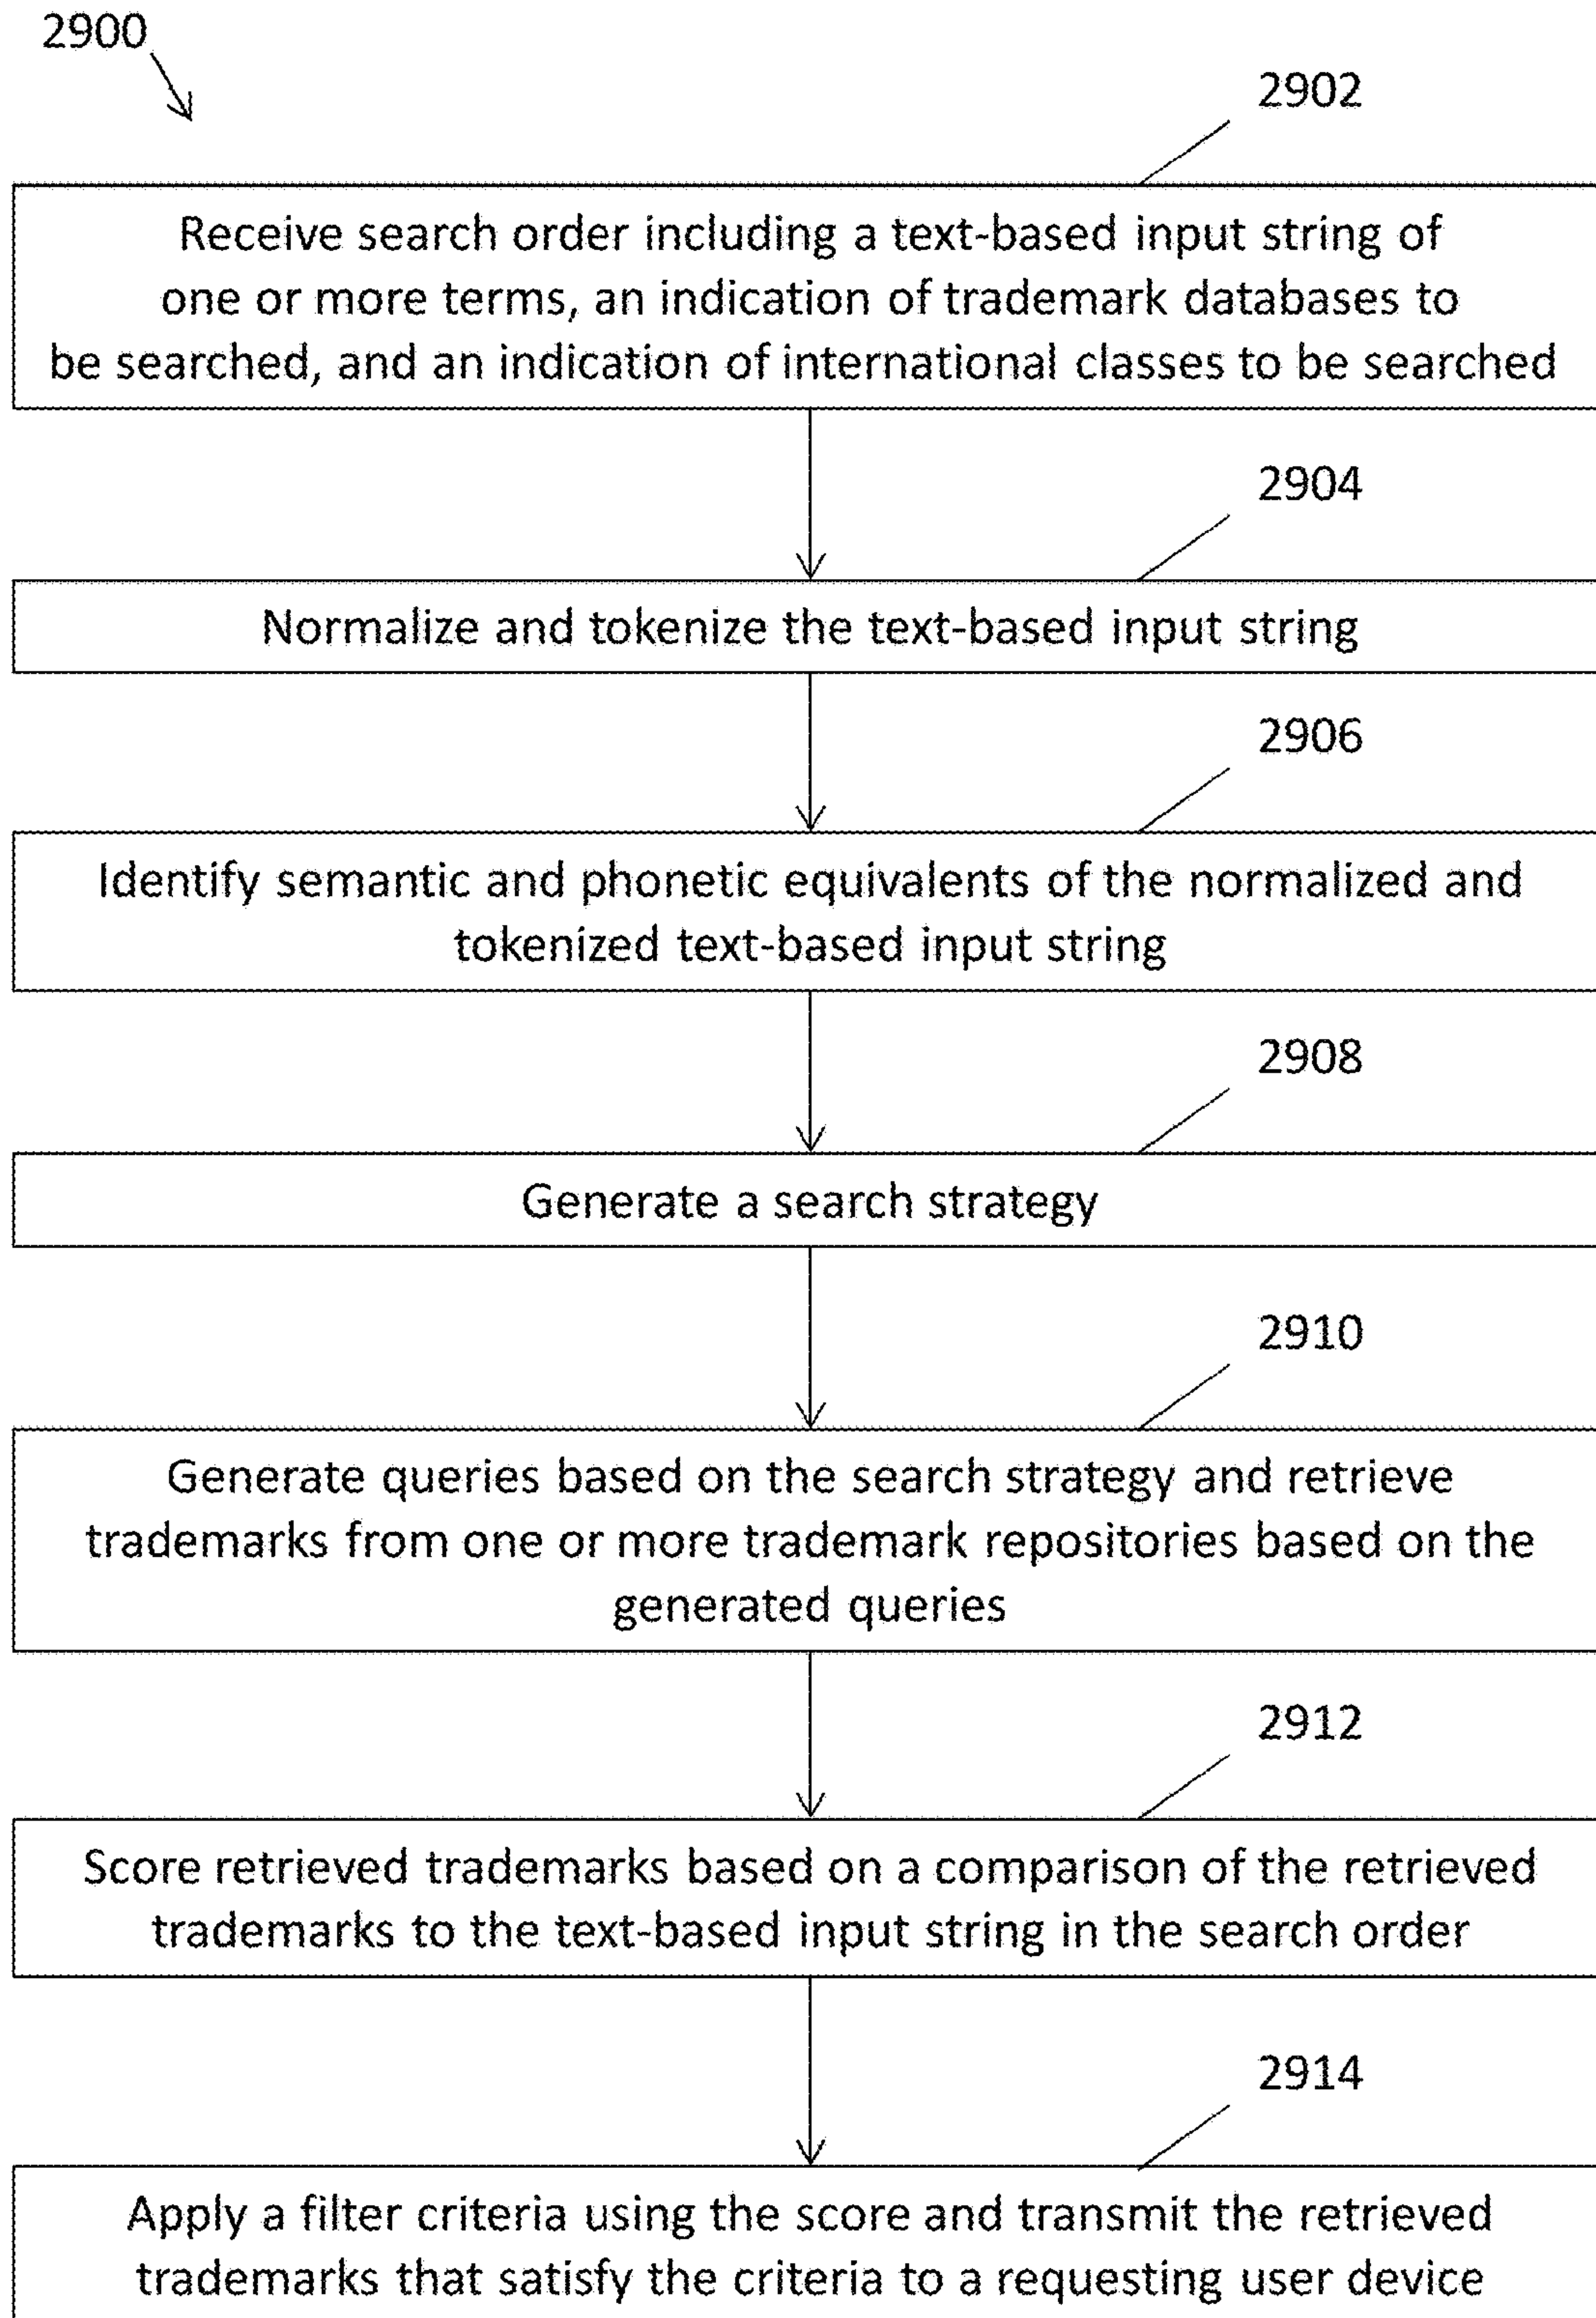 2900
2902
Receive search order including a text-based input string of
one or more terms, an indication of trademark databases to
be searched, and an indication of international classes to be searched
2904
Normalize and tokenize the text-based input string
2906
Identify semantic and phonetic equivalents of the normalized and
tokenized text-based input string
2908
Generate a search strategy
2910
Generate queries based on the search strategy and retrieve
trademarks from one or more trademark repositories based on the
generated queries
2912
Score retrieved trademarks based on a comparison of the retrieved
trademarks to the text-based input string in the search order
2914
Apply a filter criteria using the score and transmit the retrieved
trademarks that satisfy the criteria to a requesting user device